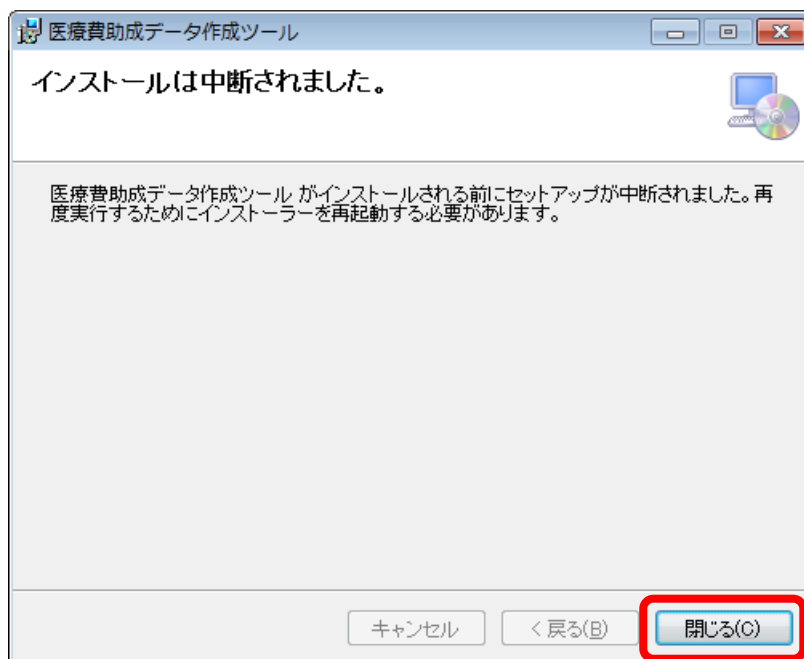 医療費助成データ作成ツール
インストールは中断されました。
医療費助成データ作成ツール がインストールされる前にセットアップが中断されました。再
度実行するためにインストーラーを再起動する必要があります。
キャンセル
< 戻る(B)
閉じる(C)